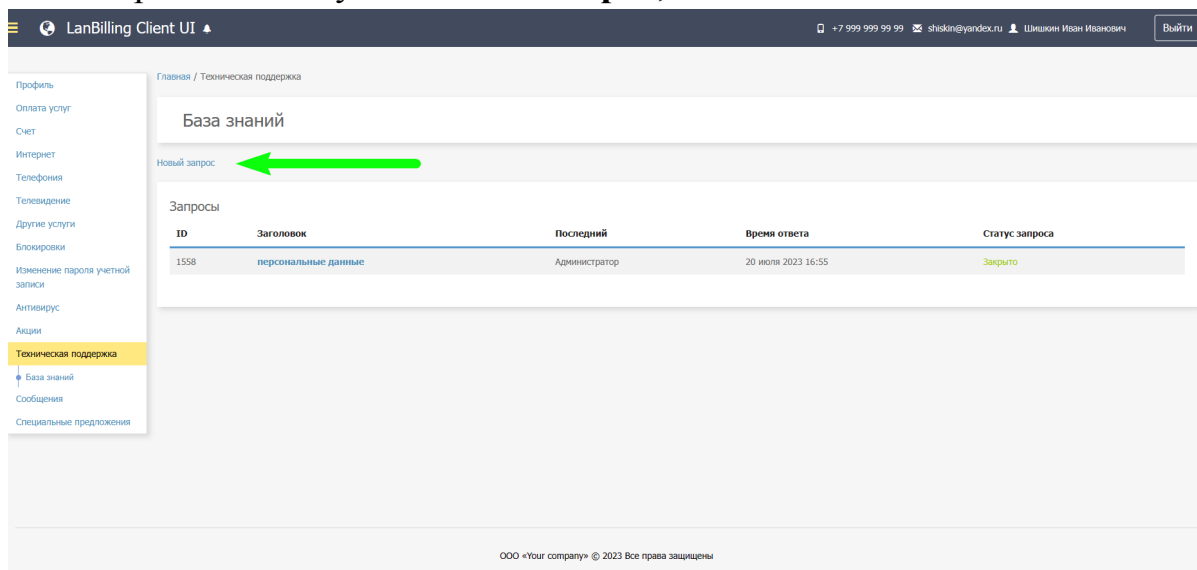 LanBilling Client UI
+7 999 999 99 99 shiskin@yandex.ru Шишкин Иван Иванович Выйти
Главная / Техническая поддержка
База знаний
Новый запрос
Профиль
Оплата услуг
Счет
Интернет
Телефония
Телевидение
Другие услуги
Блокировки
Изменение пароля учетной
записи
Антивирус
Акции
Техническая поддержка
База знаний
Сообщения
Специальные предложения
Запросы
ID Заголовок Последний Время ответа Статус запроса
1558 персональные данные Администратор 20 июля 2023 16:55 Закрыто
ООО «Your company» © 2023 Все права защищены